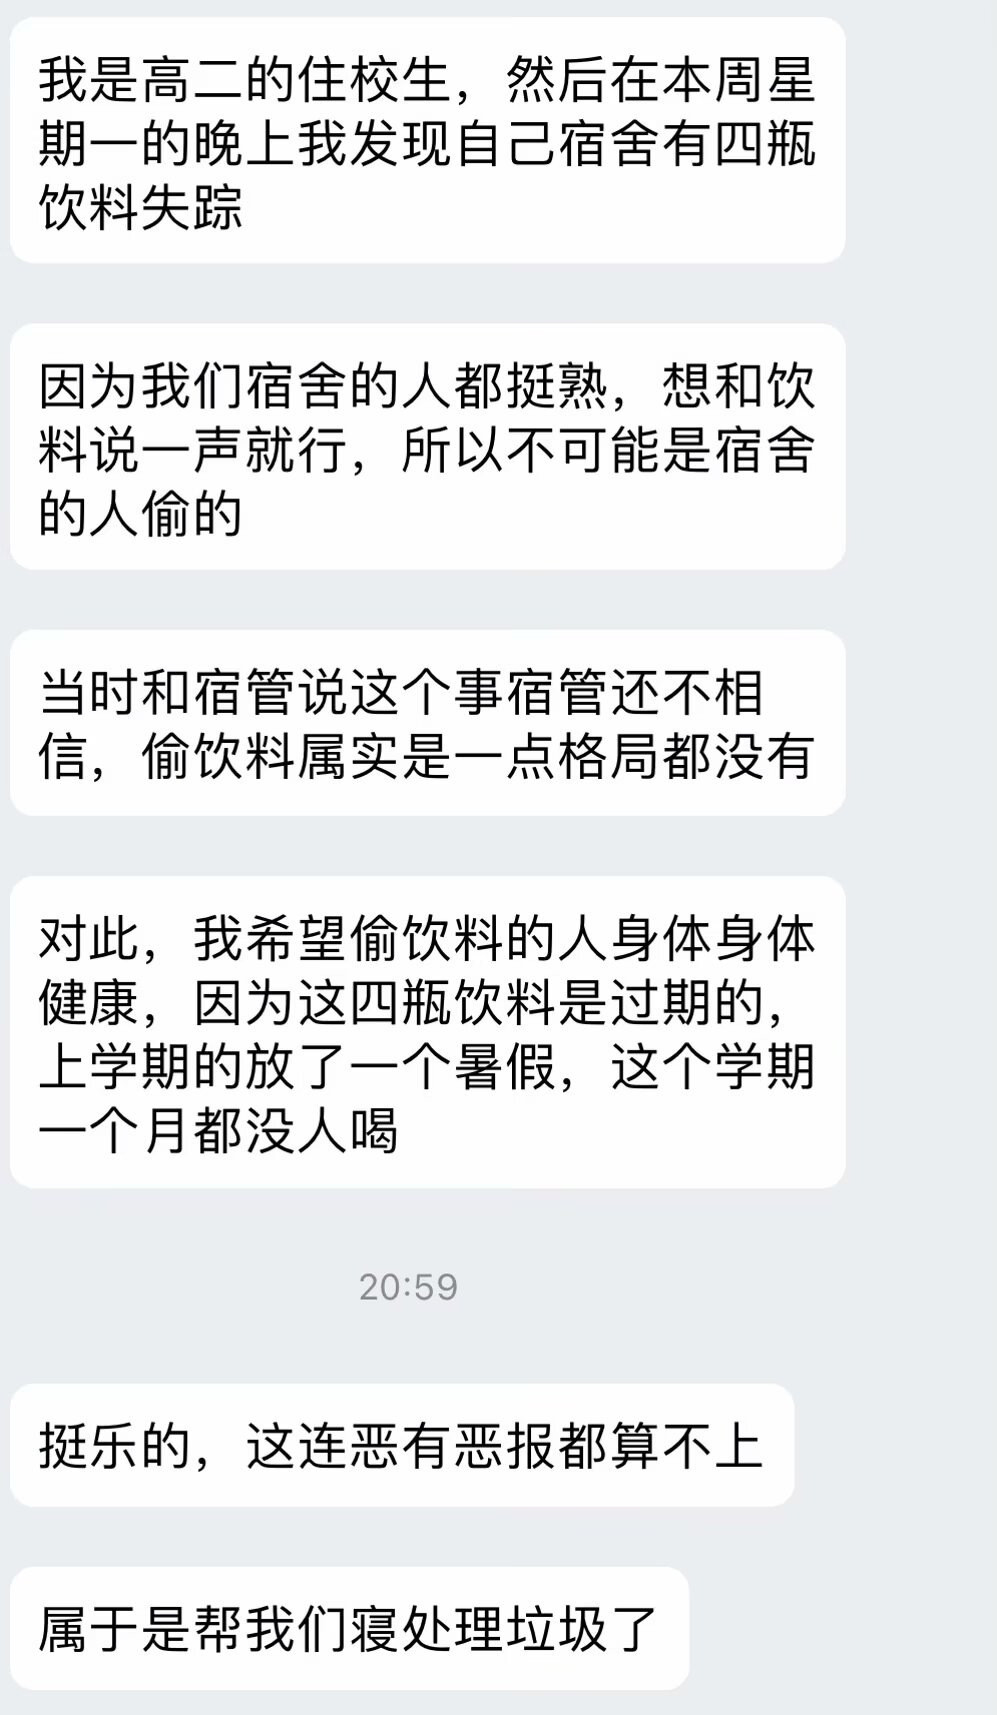 我是高二的住校生，然后在本周星
期一的晚上我发现自己宿舍有四瓶
饮料失踪
因为我们宿舍的人都挺熟，想和饮
料说一声就行，所以不可能是宿舍
的人偷的
当时和宿管说这个事宿管还不相
信，偷饮料属实是一点格局都没有
对此，我希望偷饮料的人身体身体
健康，因为这四瓶饮料是过期的，
上学期的放了一个暑假，这个学期
一个月都没人喝
20:59
挺乐的，这连恶有恶报都算不上
属于是帮我们寝处理垃圾了